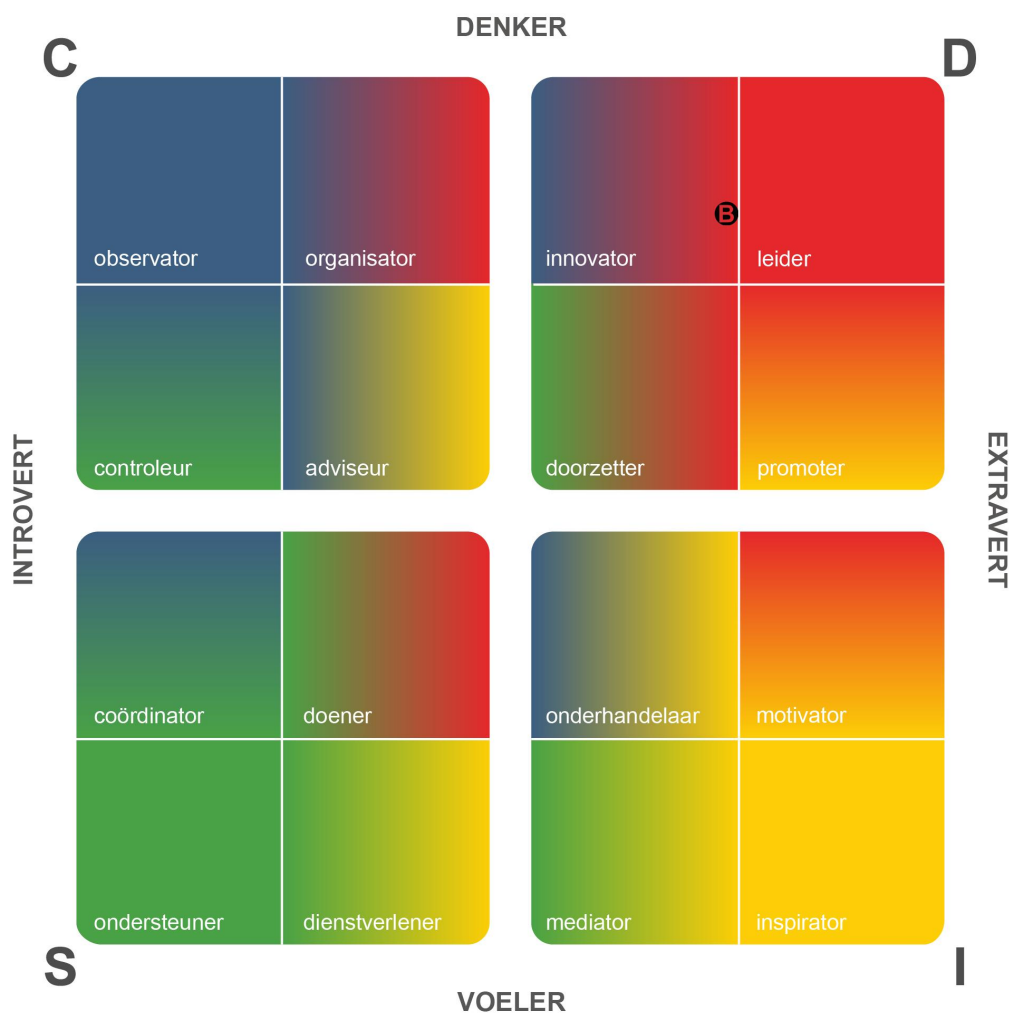 DENKER
C
D
observator
organisator
B
innovator
leider
controleur
adviseur
doorzetter
promoter
INTROVERT
EXTRAVERT
coördinator
doener
onderhandelaar
motivator
ondersteuner
dienstverlener
mediator
inspirator
S
I
VOELER